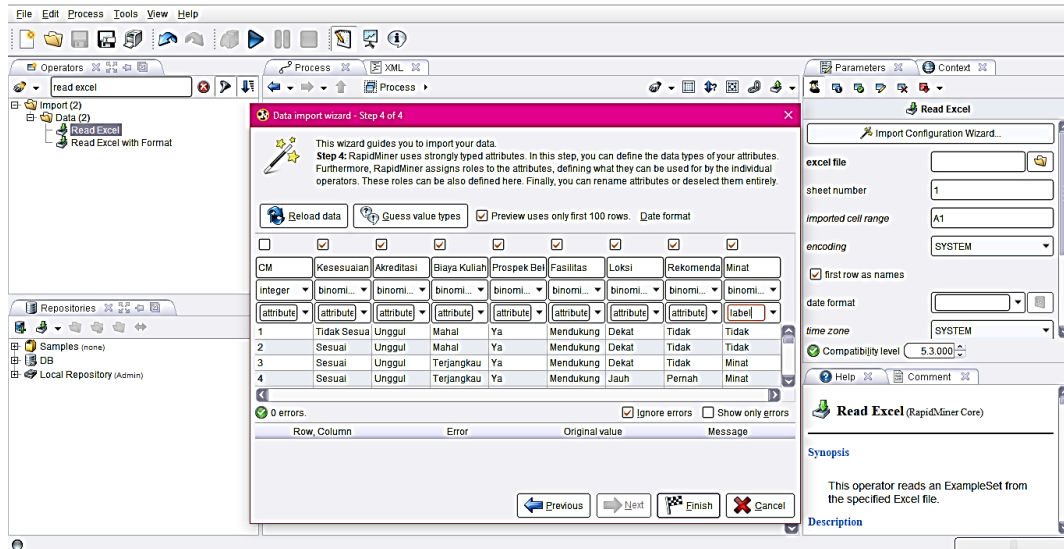 File Edit Process Tools View Help
Operators
read excel
Import (2)
Data (2)
Read Excel
Read Excel with Format
Repositories
Samples (none)
DB
Local Repository (Admin)
Process XML
Process
Data import wizard - Step 4 of 4
This wizard guides you to import your data.
Step 4: RapidMiner uses strongly typed attributes. In this step, you can define the data types of your attributes.
Furthermore, RapidMiner assigns roles to the attributes, defining what they can be used for by the individual
operators. These roles can be also defined here. Finally, you can rename attributes or deselect them entirely.
Reload data Guess value types Preview uses only first 100 rows. Date format
CM Kesesuaian Akreditasi Biaya Kuliah Prospek Bek Fasilitas Loksi Rekomenda Minat
integer binomi... binomi... binomi... binomi... binomi... binomi... binomi... binomi...
attribute attribute attribute attribute attribute attribute attribute attribute label
1 Tidak Sesua Unggul Mahal Ya Mendukung Dekat Tidak Tidak
2 Sesuai Unggul Mahal Ya Mendukung Dekat Tidak Tidak
3 Sesuai Unggul Terjangkau Ya Mendukung Dekat Tidak Minat
4 Sesuai Unggul Terjangkau Ya Mendukung Jauh Pernah Minat
0 errors. Ignore errors Show only errors
Row, Column Error Original value Message
Previous Next Finish Cancel
Parameters Context
Read Excel
Import Configuration Wizard...
excel file
sheet number 1
imported cell range A1
encoding SYSTEM
first row as names
date format
time zone SYSTEM
Compatibility level 5.3.000
Help Comment
Read Excel (RapidMiner Core)
Synopsis
This operator reads an ExampleSet from
the specified Excel file.
Description